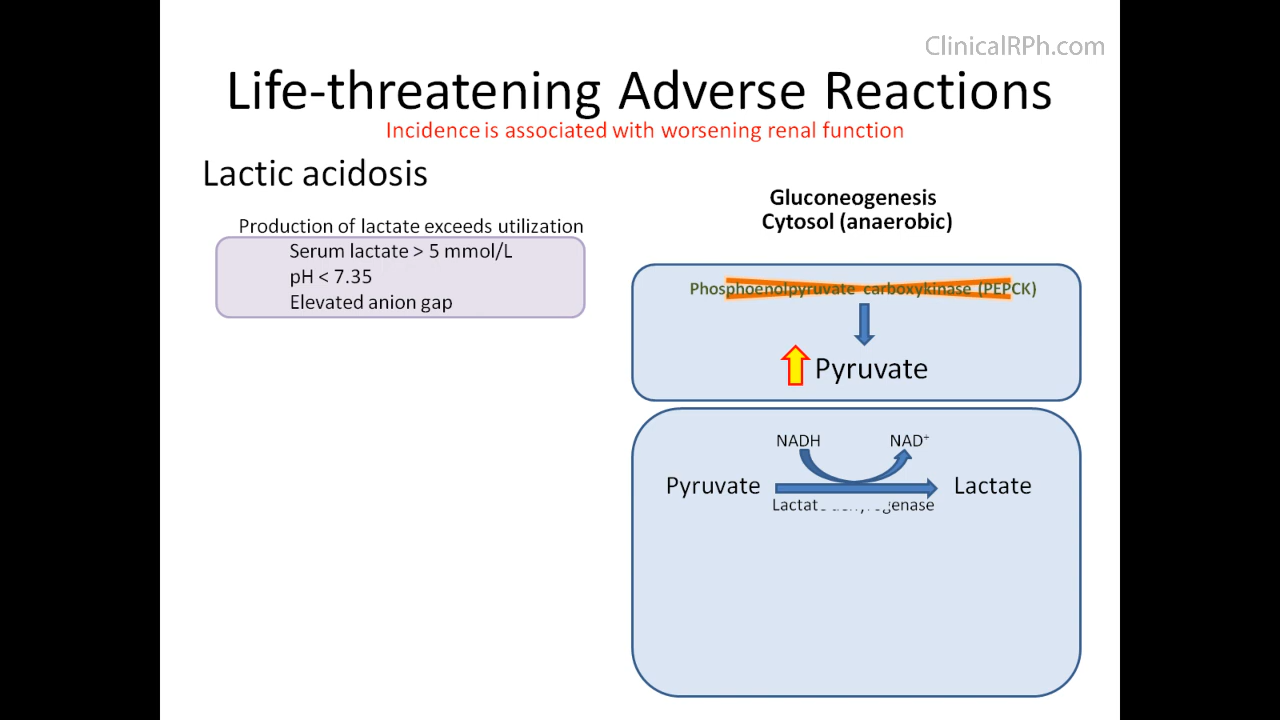 ClinicalRPh.com
Life-threatening Adverse Reactions
Incidence is associated with worsening renal function
Lactic acidosis
Production of lactate exceeds utilization
Serum lactate > 5 mmol/L
pH < 7.35
Elevated anion gap
Gluconeogenesis
Cytosol (anaerobic)
Phosphoenolpyruvate carboxykinase (PEPCK)
Pyruvate
NADH NAD⁺
Pyruvate Lactate